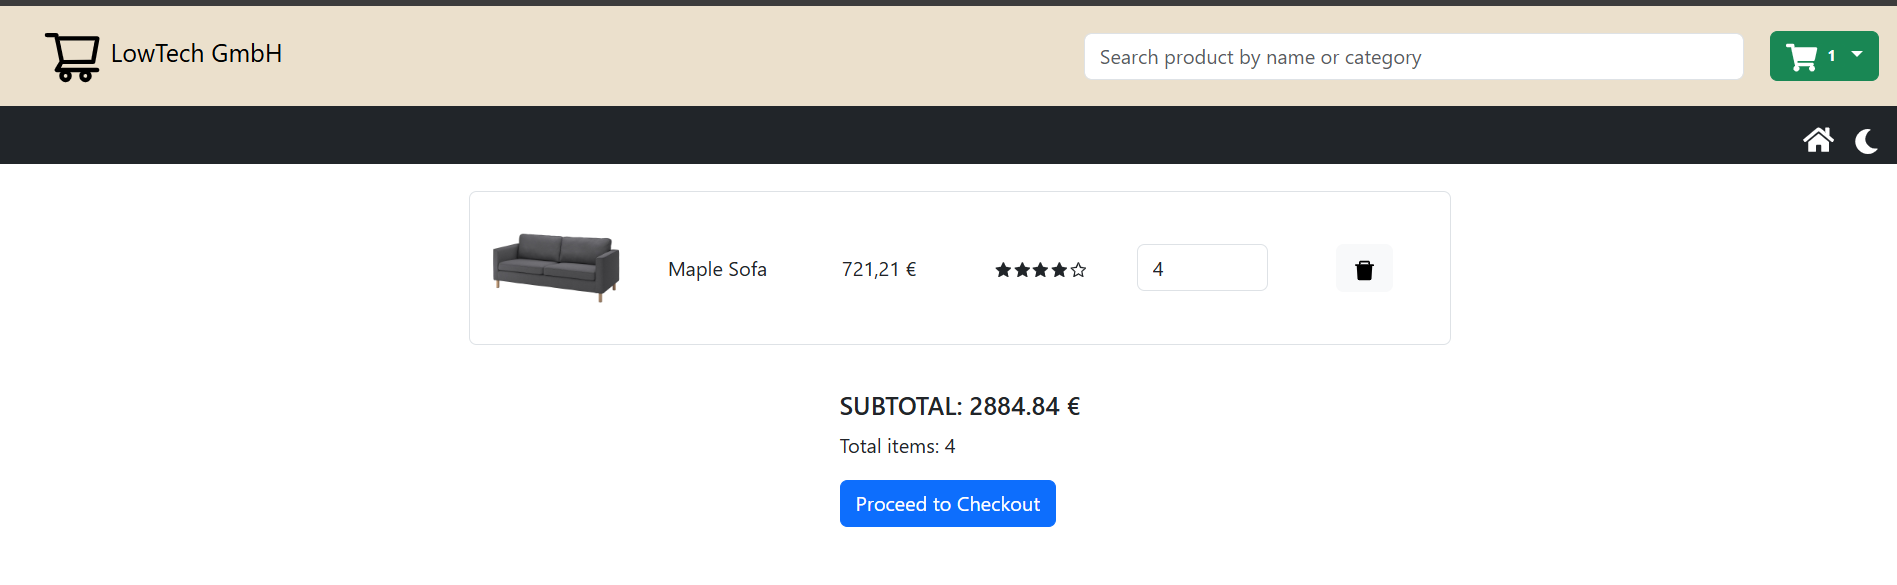 LowTech GmbH
Search product by name or category
1
Maple Sofa
721,21 €
4
SUBTOTAL: 2884.84 €
Total items: 4
Proceed to Checkout